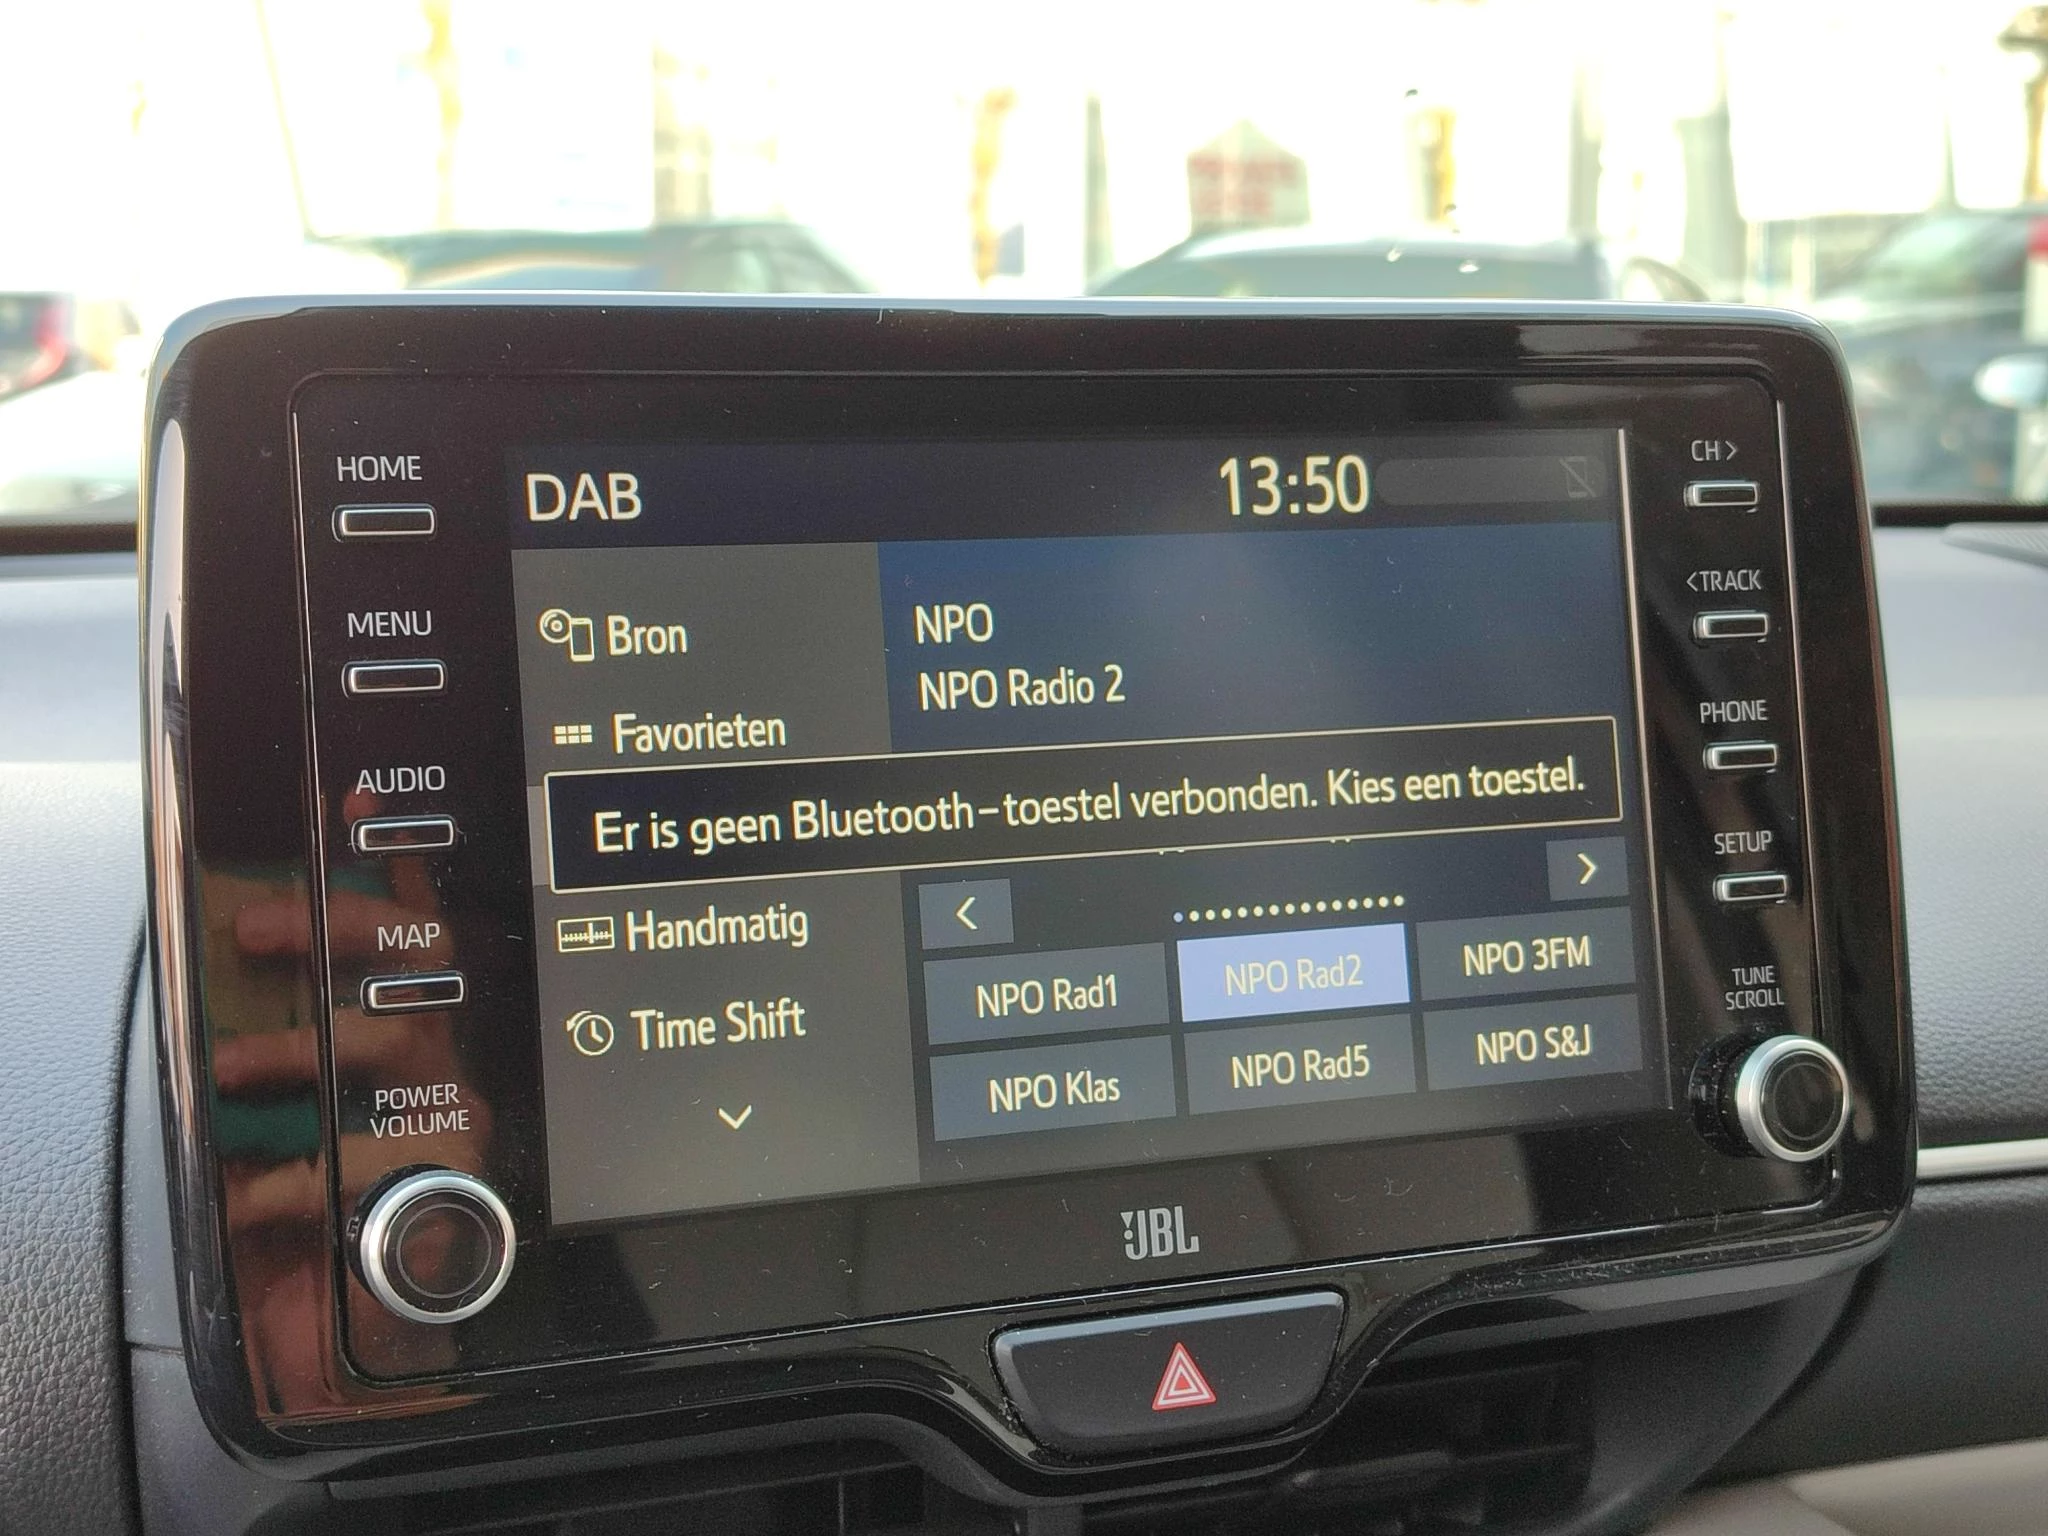 HOME
MENU
AUDIO
MAP
POWER
VOLUME
DAB
13:50
Bron
Favorieten
NPO
NPO Radio 2
Er is geen Bluetooth-toestel verbonden. Kies een toestel.
Handmatig
Time Shift
NPO Rad1
NPO Rad2
NPO 3FM
NPO Klas
NPO Rad5
NPO S&J
JBL
CH>
<TRACK
PHONE
SETUP
TUNE
SCROLL